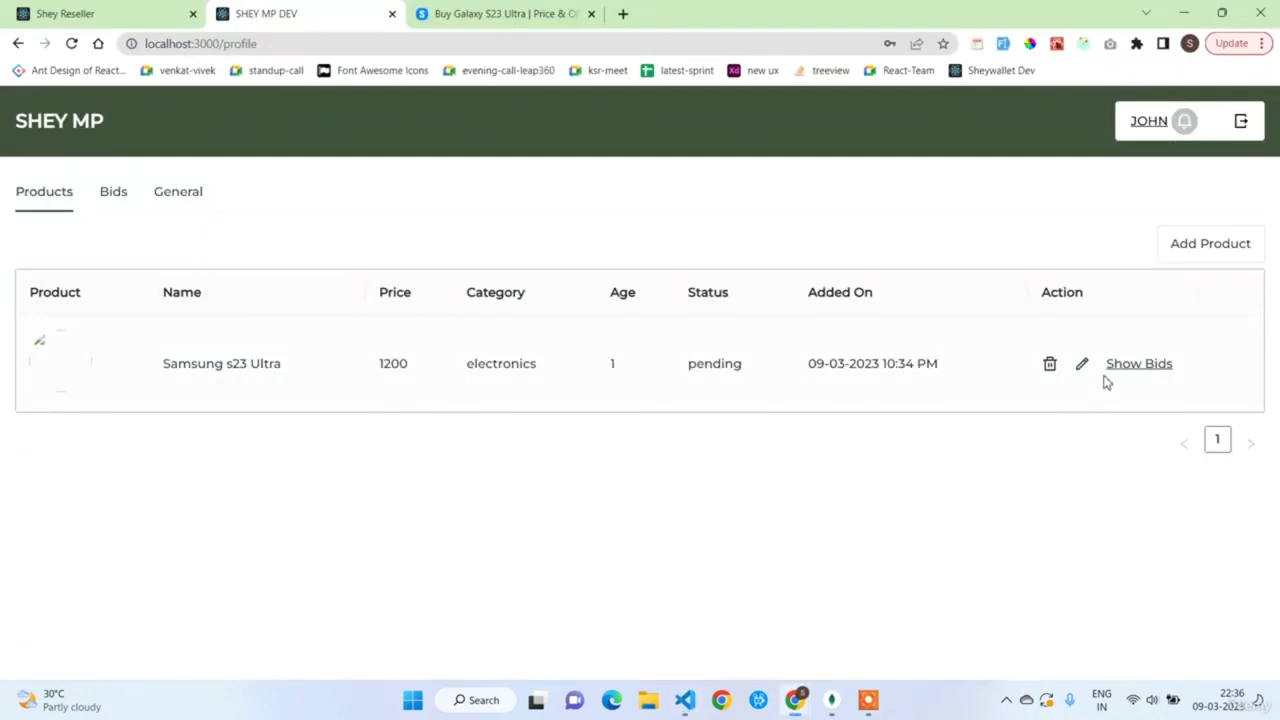 Shey Reseller
SHEY MP DEV
Buy Galaxy S23 Ultra | Price & Of
localhost:3000/profile
S
Update
Ant Design of React...
venkat-vivek
standup-call
Font Awesome Icons
evening-call-leap360
ksr-meet
latest-sprint
Xd
new ux
treeview
React-Team
Sheywallet Dev
SHEY MP
JOHN
Products
Bids
General
Add Product
Product
Name
Price
Category
Age
Status
Added On
Action
Samsung s23 Ultra
1200
electronics
1
pending
09-03-2023 10:34 PM
Show Bids
< 1 >
30°C
Partly cloudy
Search
ENG
IN
22:36
09-03-2023